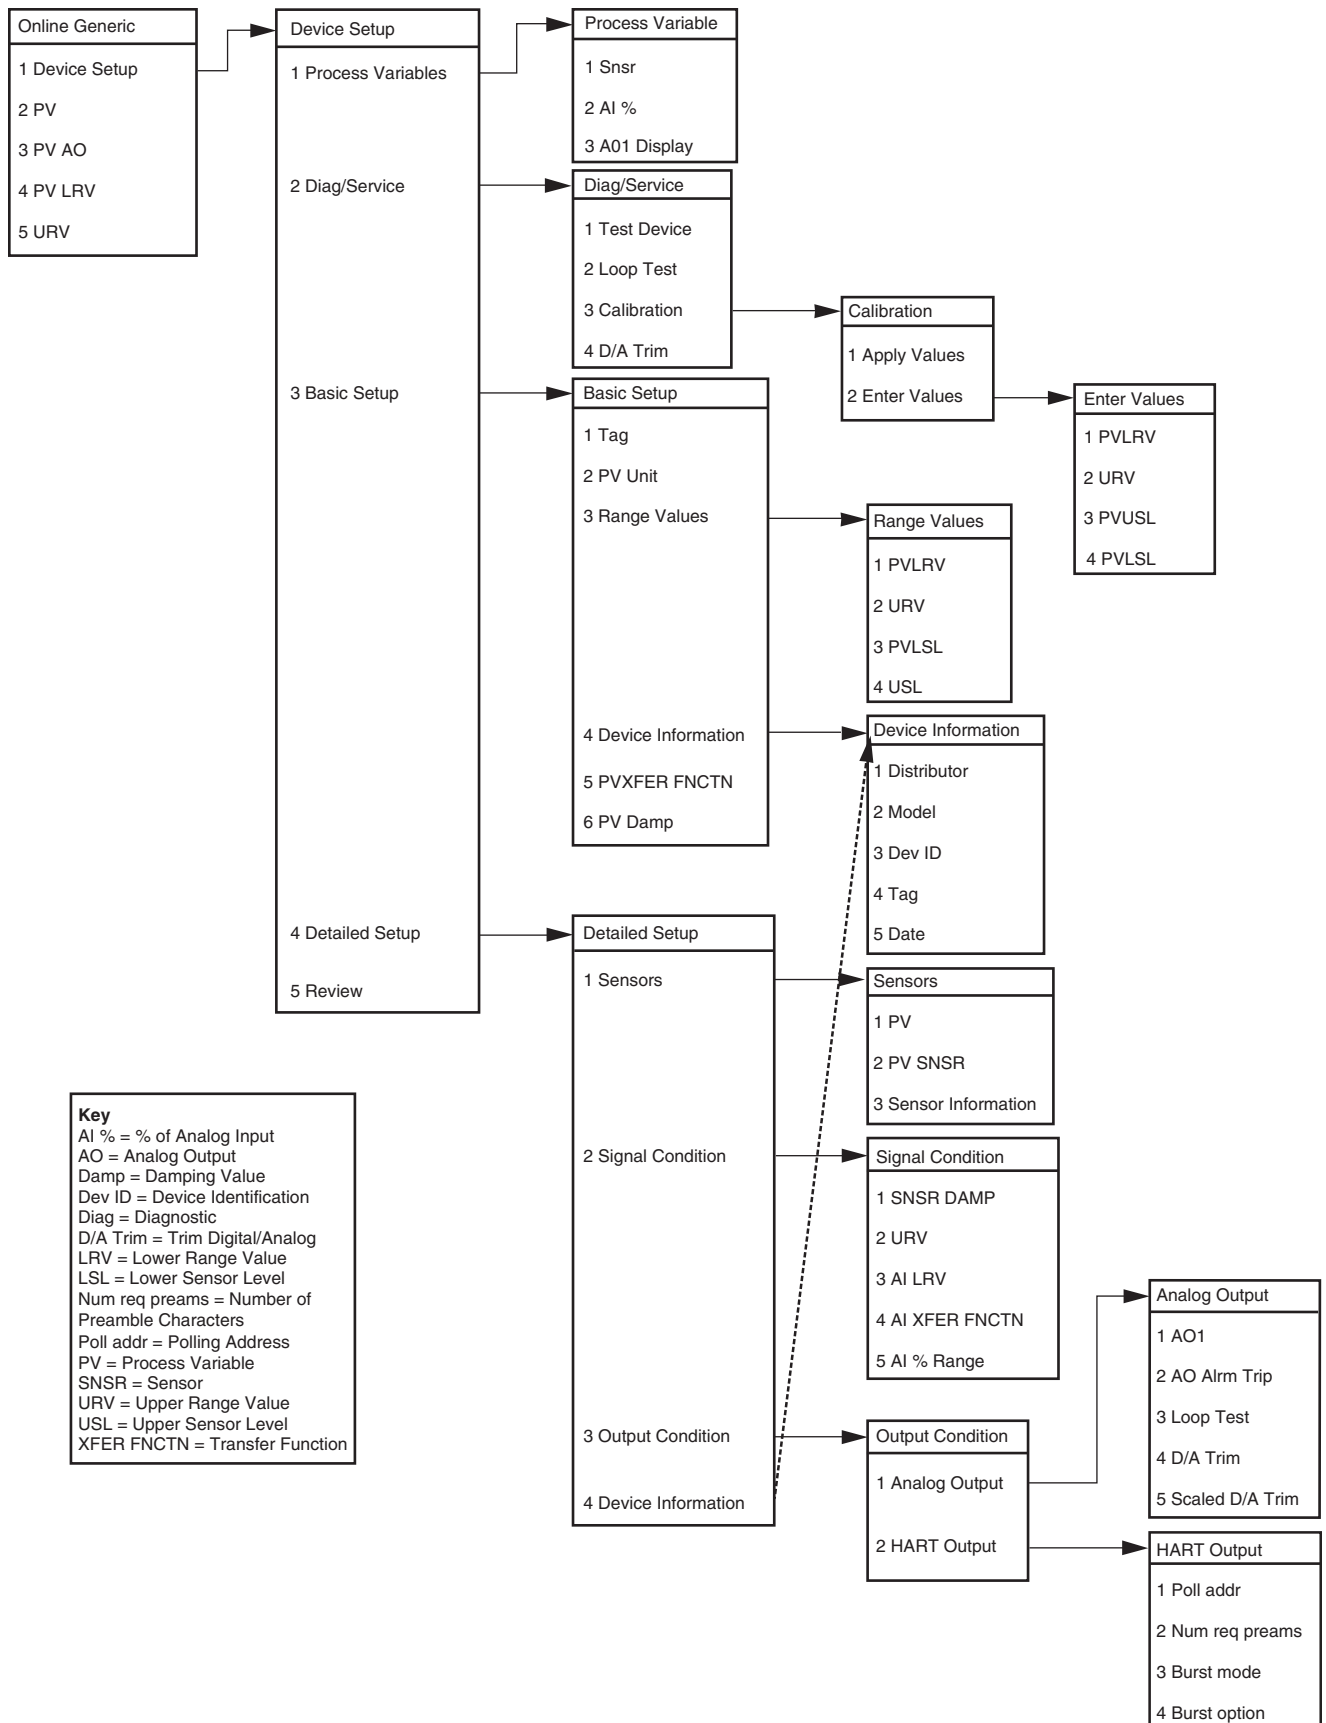 Online Generic
1 Device Setup
2 PV
3 PV AO
4 PV LRV
5 URV
Device Setup
1 Process Variables
2 Diag/Service
3 Basic Setup
4 Detailed Setup
5 Review
Process Variable
1 Snsr
2 AI %
3 A01 Display
Diag/Service
1 Test Device
2 Loop Test
3 Calibration
4 D/A Trim
Calibration
1 Apply Values
2 Enter Values
Enter Values
1 PVLRV
2 URV
3 PVUSL
4 PVLSL
Basic Setup
1 Tag
2 PV Unit
3 Range Values
4 Device Information
5 PVXFER FNCTN
6 PV Damp
Range Values
1 PVLRV
2 URV
3 PVLSL
4 USL
Device Information
1 Distributor
2 Model
3 Dev ID
4 Tag
5 Date
Detailed Setup
1 Sensors
2 Signal Condition
3 Output Condition
4 Device Information
Sensors
1 PV
2 PV SNSR
3 Sensor Information
Signal Condition
1 SNSR DAMP
2 URV
3 AI LRV
4 AI XFER FNCTN
5 AI % Range
Output Condition
1 Analog Output
2 HART Output
Analog Output
1 AO1
2 AO Alrm Trip
3 Loop Test
4 D/A Trim
5 Scaled D/A Trim
HART Output
1 Poll addr
2 Num req preams
3 Burst mode
4 Burst option
Key
AI % = % of Analog Input
AO = Analog Output
Damp = Damping Value
Dev ID = Device Identification
Diag = Diagnostic
D/A Trim = Trim Digital/Analog
LRV = Lower Range Value
LSL = Lower Sensor Level
Num req preams = Number of
Preamble Characters
Poll addr = Polling Address
PV = Process Variable
SNSR = Sensor
URV = Upper Range Value
USL = Upper Sensor Level
XFER FNCTN = Transfer Function